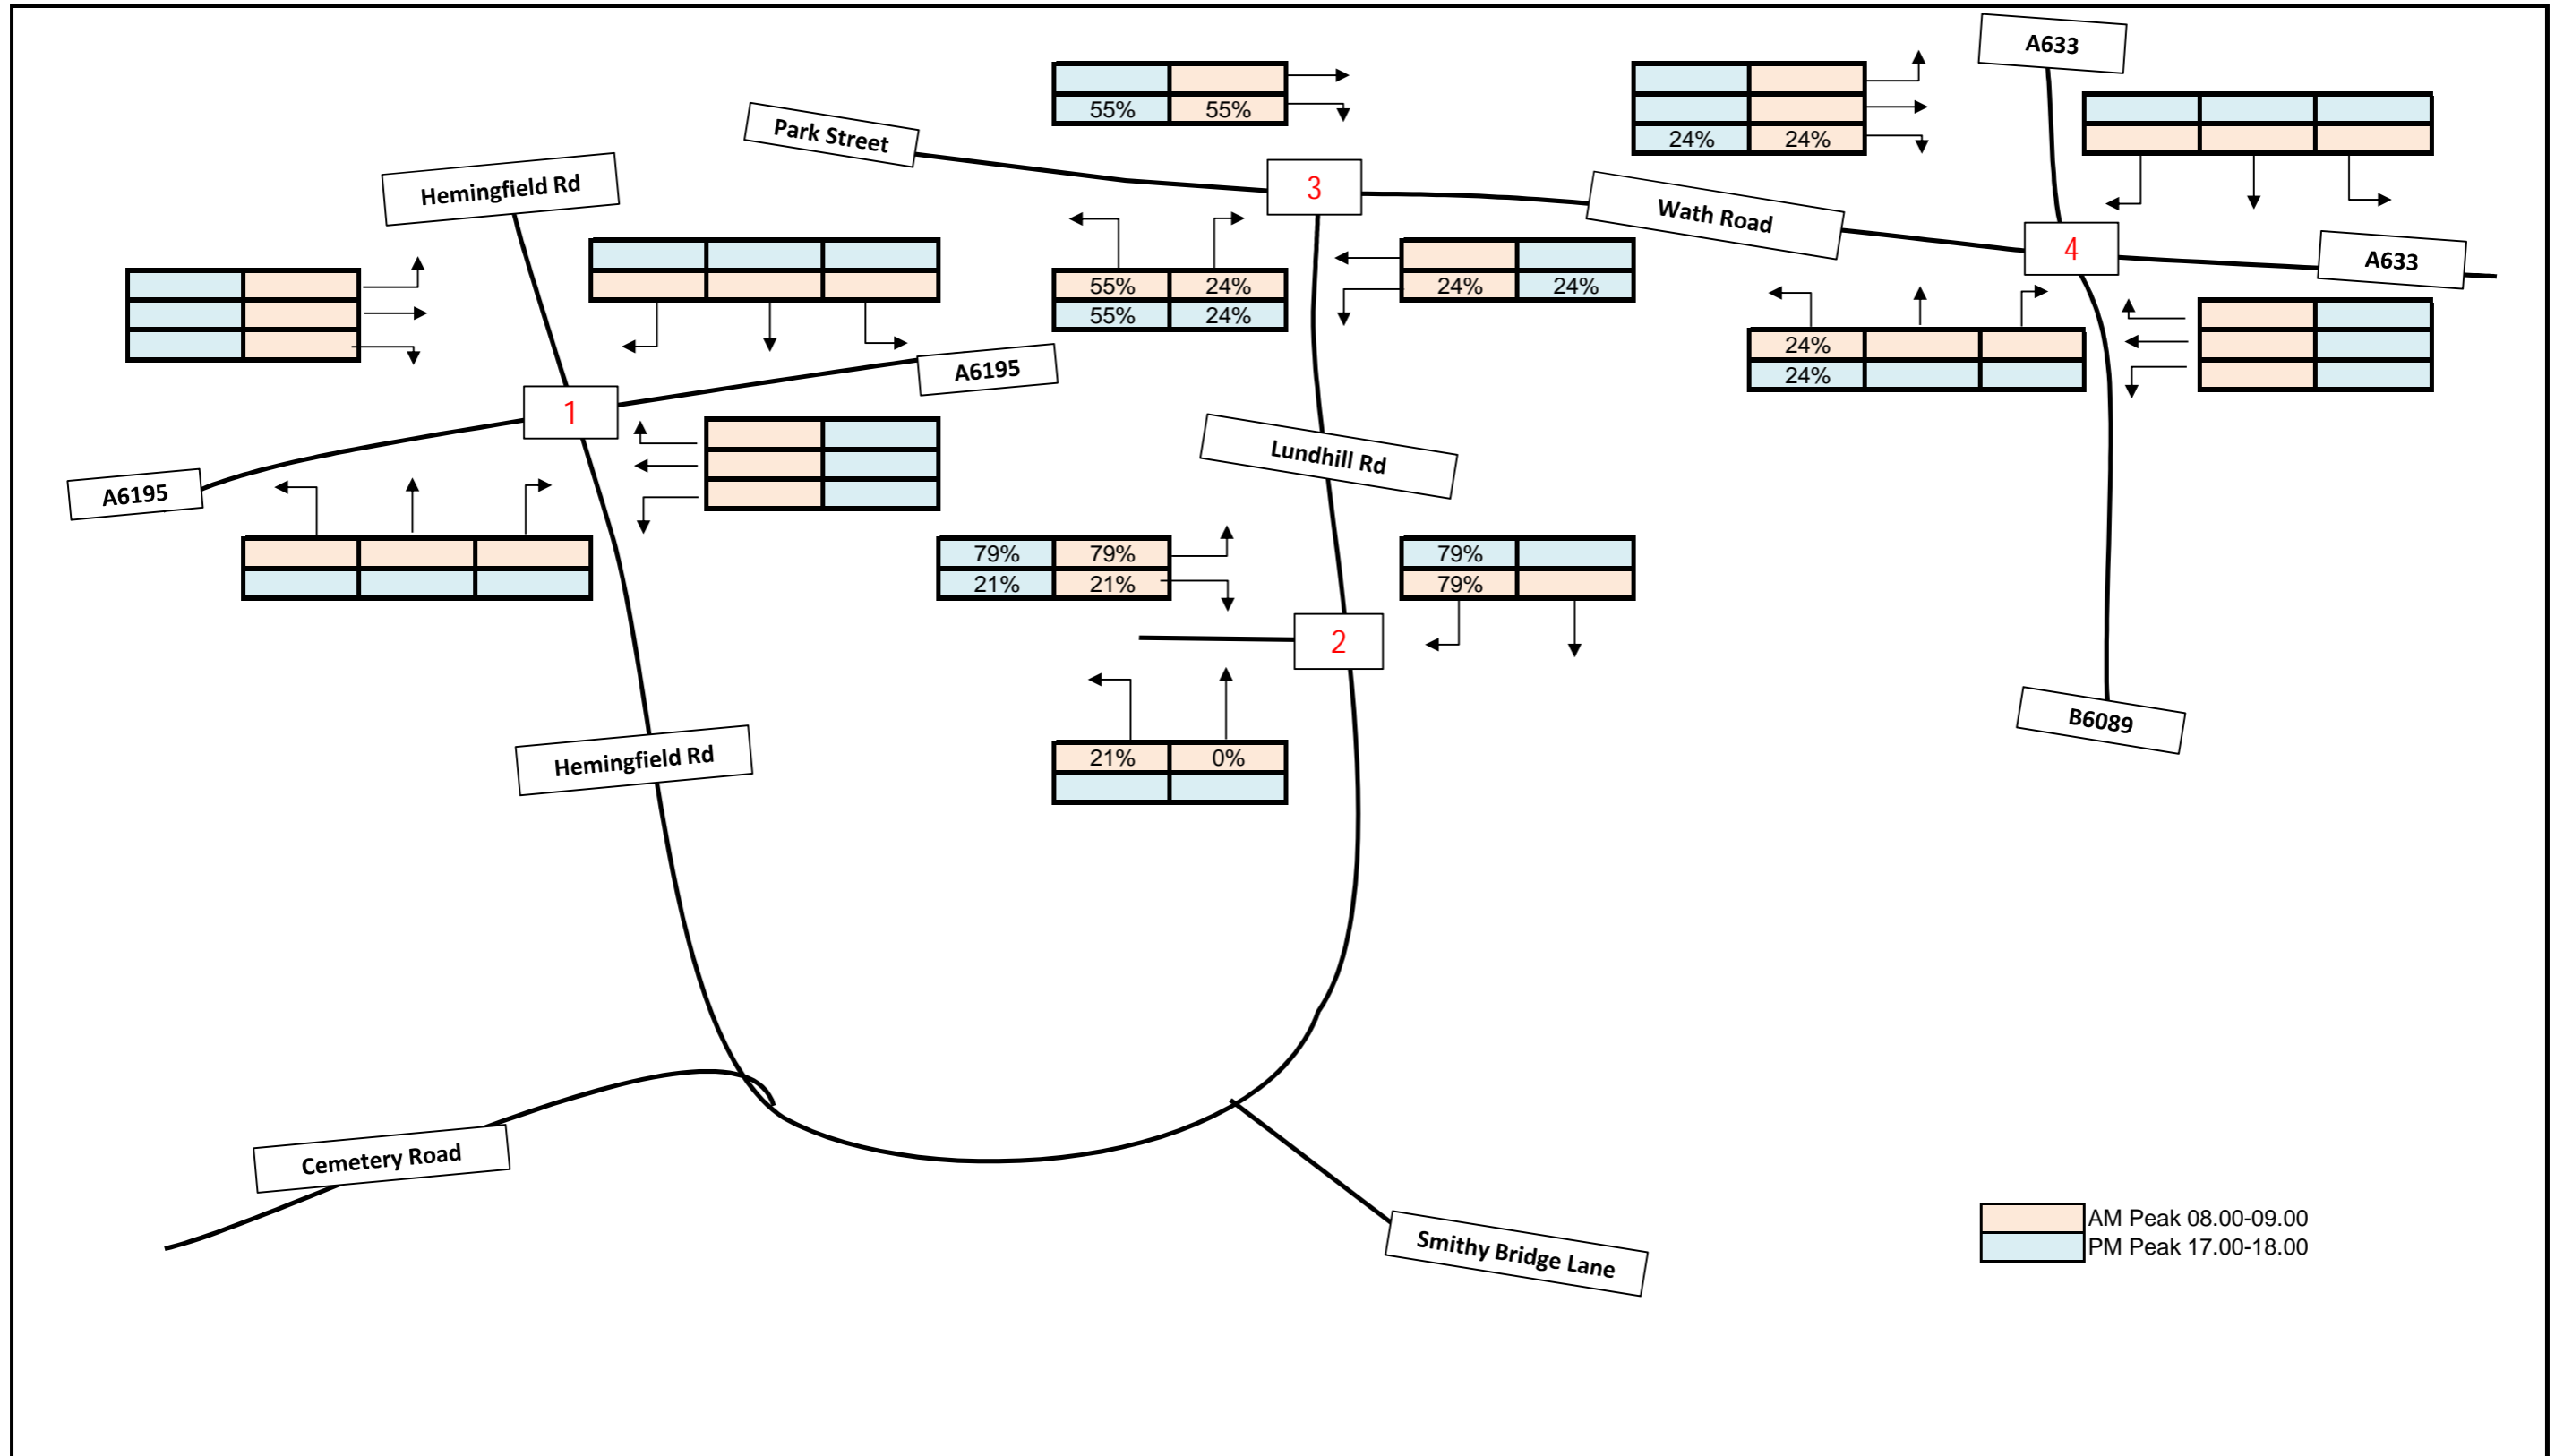 A633
55% 55%
24% 24%
Park Street
3
Hemingfield Rd
Wath Road
4
A633
55% 24%
55% 24%
24% 24%
24%
24%
A6195
1
A6195
Lundhill Rd
79% 79%
21% 21%
79%
79%
2
B6089
21% 0%
Hemingfield Rd
Cemetery Road
Smithy Bridge Lane
AM Peak 08.00-09.00
PM Peak 17.00-18.00